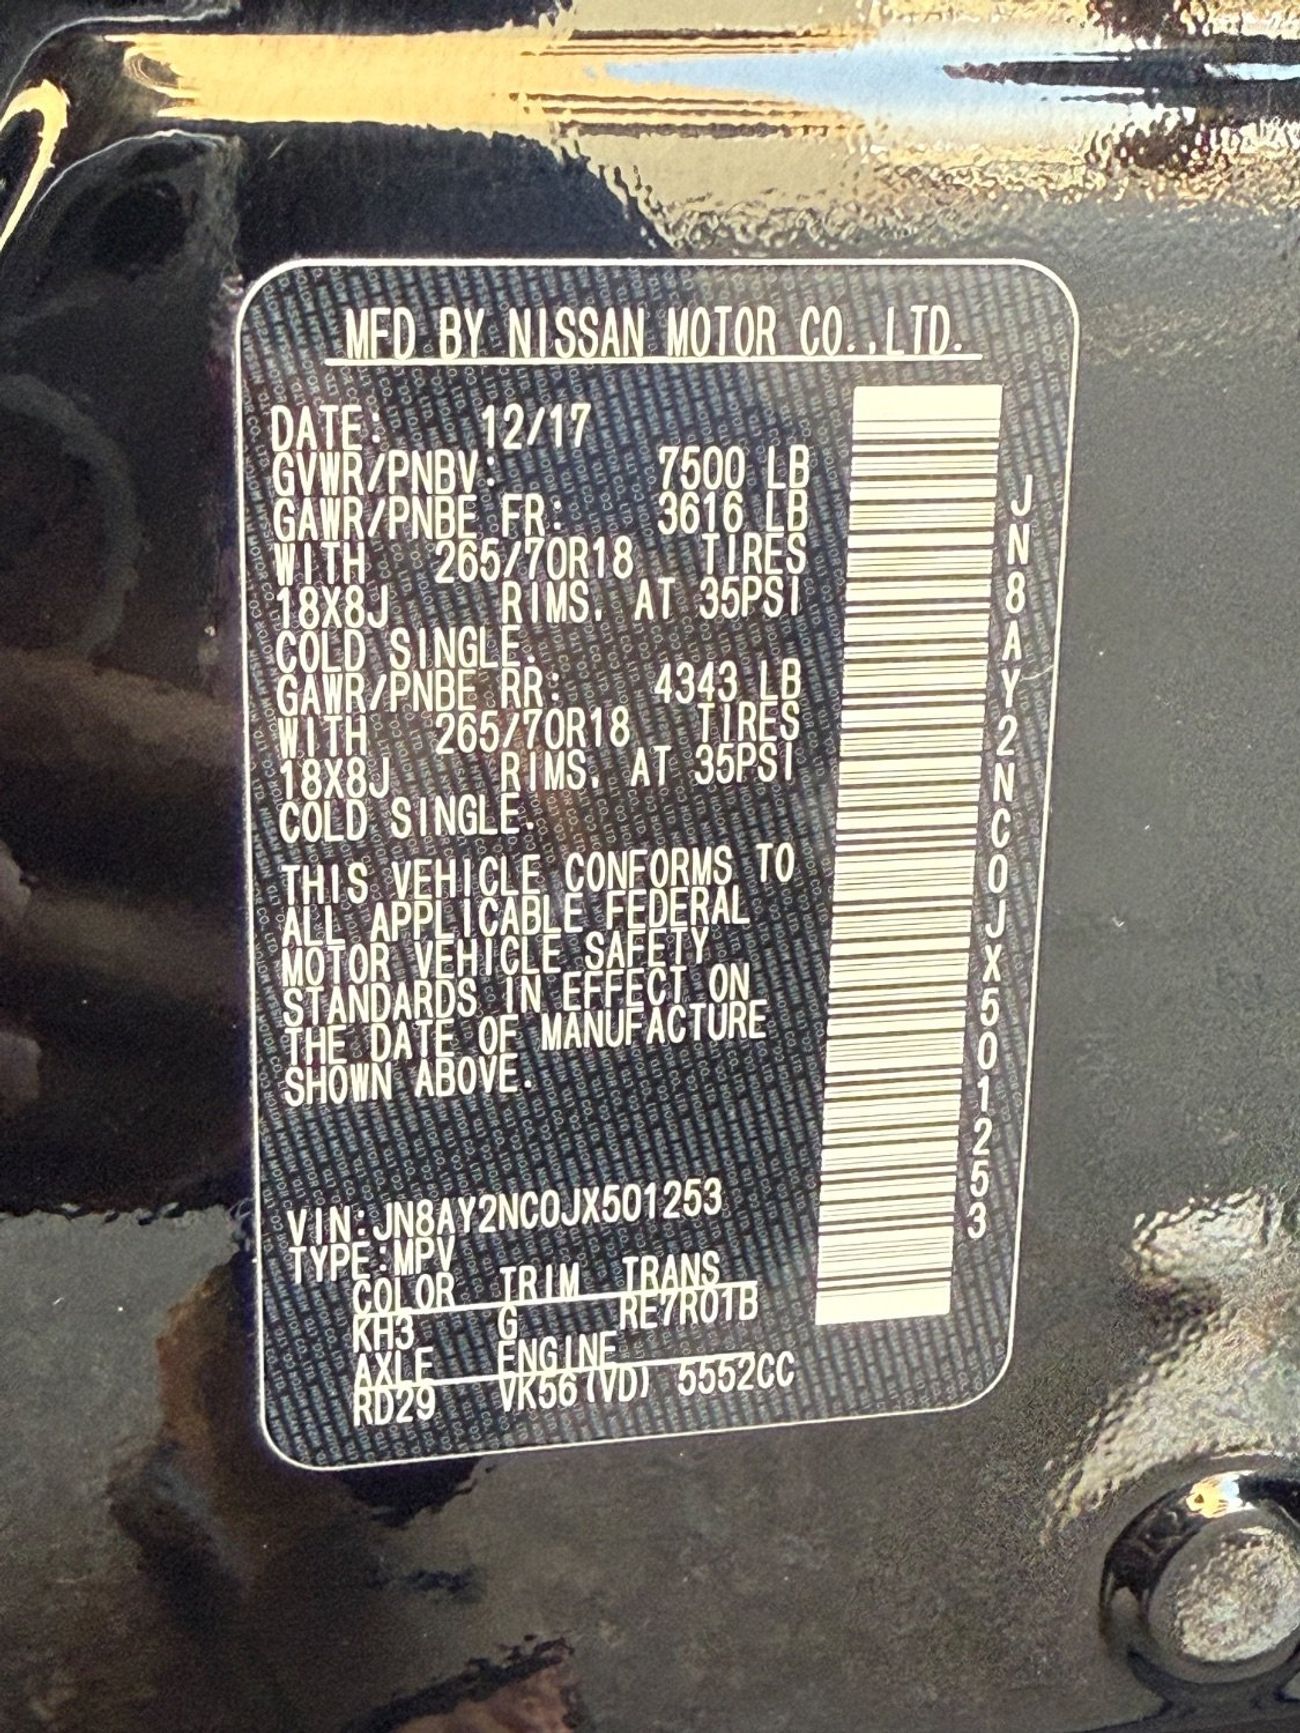 MFD BY NISSAN MOTOR CO.,LTD.
DATE: 12/17
GVWR/PNBV: 7500 LB
GAWR/PNBE FR: 3616 LB
WITH 265/70R18 TIRES
18X8J RIMS, AT 35PSI
COLD SINGLE.
GAWR/PNBE RR: 4343 LB
WITH 265/70R18 TIRES
18X8J RIMS, AT 35PSI
COLD SINGLE.
THIS VEHICLE CONFORMS TO
ALL APPLICABLE FEDERAL
MOTOR VEHICLE SAFETY
STANDARDS IN EFFECT ON
THE DATE OF MANUFACTURE
SHOWN ABOVE.
VIN:JN8AY2NC0JX501253
TYPE:MPV
COLOR TRIM TRANS
KH3 G RE7R01B
AXLE ENGINE
RD29 VK56(VD) 5552CC
JN8AY2NC0JX501253